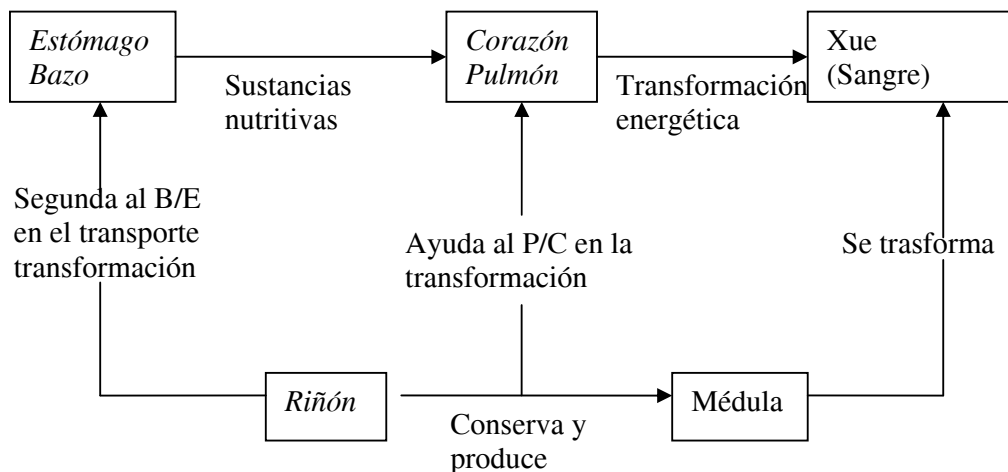 Estómago
Bazo
Sustancias
nutritivas
Corazón
Pulmón
Transformación
energética
Xue
(Sangre)
Segunda al B/E
en el transporte
transformación
Ayuda al P/C en la
transformación
Se trasforma
Riñón
Conserva y
produce
Médula